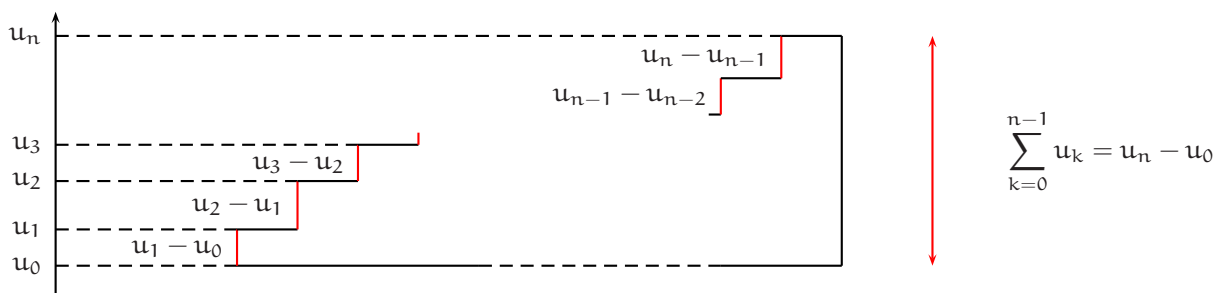 uₙ
uₙ − uₙ₋₁
uₙ₋₁ − uₙ₋₂
u₃
u₃ − u₂
u₂
u₂ − u₁
u₁
u₁ − u₀
u₀
n−1
∑ uₖ = uₙ − u₀
k=0